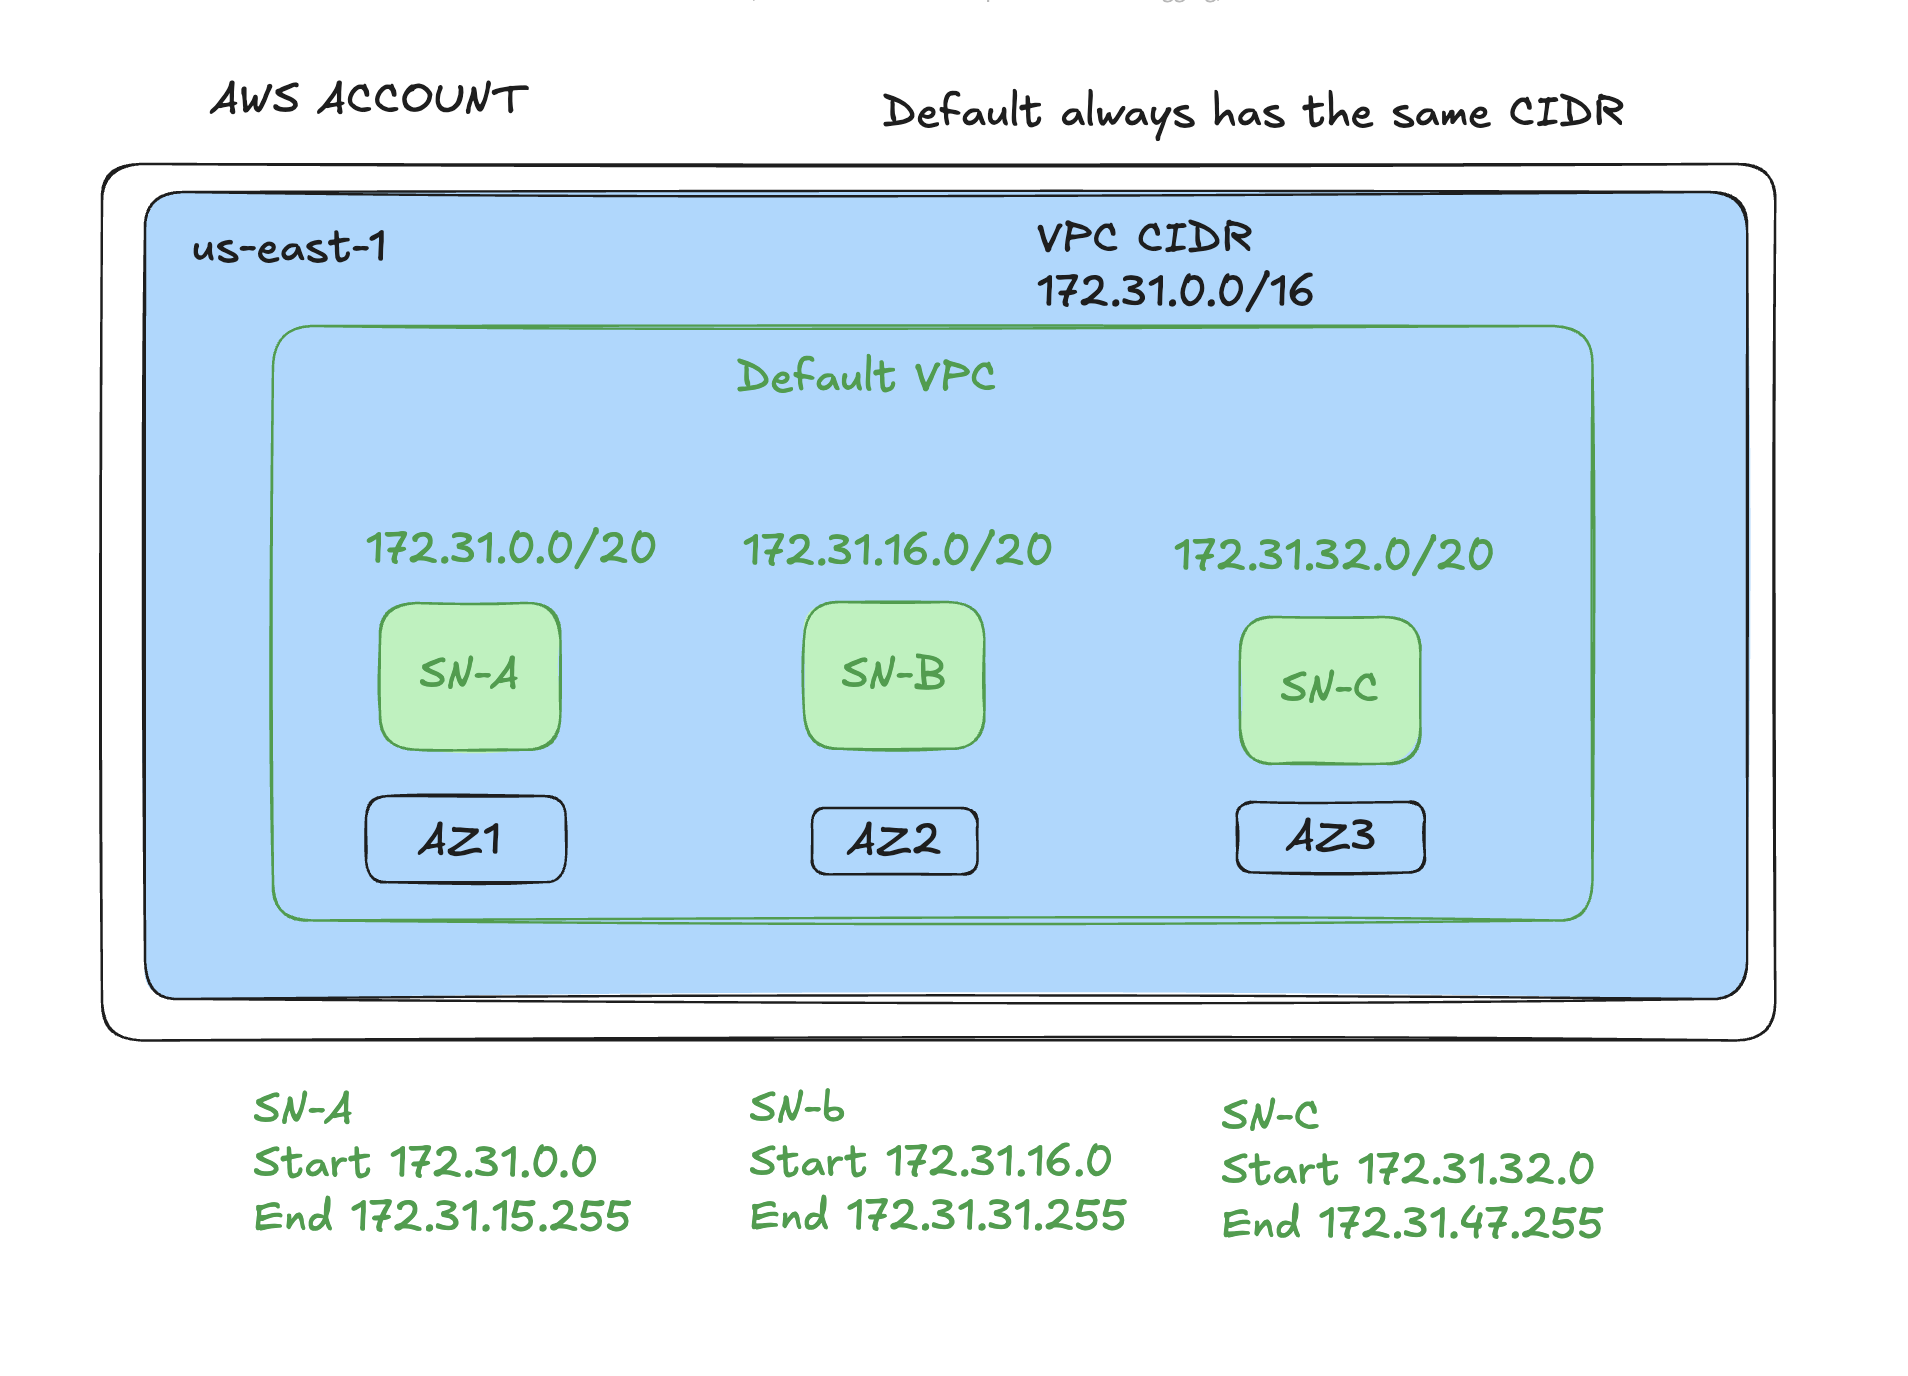 AWS ACCOUNT
Default always has the same CIDR
us-east-1
VPC CIDR
172.31.0.0/16
Default VPC
172.31.0.0/20
172.31.16.0/20
172.31.32.0/20
SN-A
SN-B
SN-C
AZ1
AZ2
AZ3
SN-A
Start 172.31.0.0
End 172.31.15.255
SN-b
Start 172.31.16.0
End 172.31.31.255
SN-C
Start 172.31.32.0
End 172.31.47.255